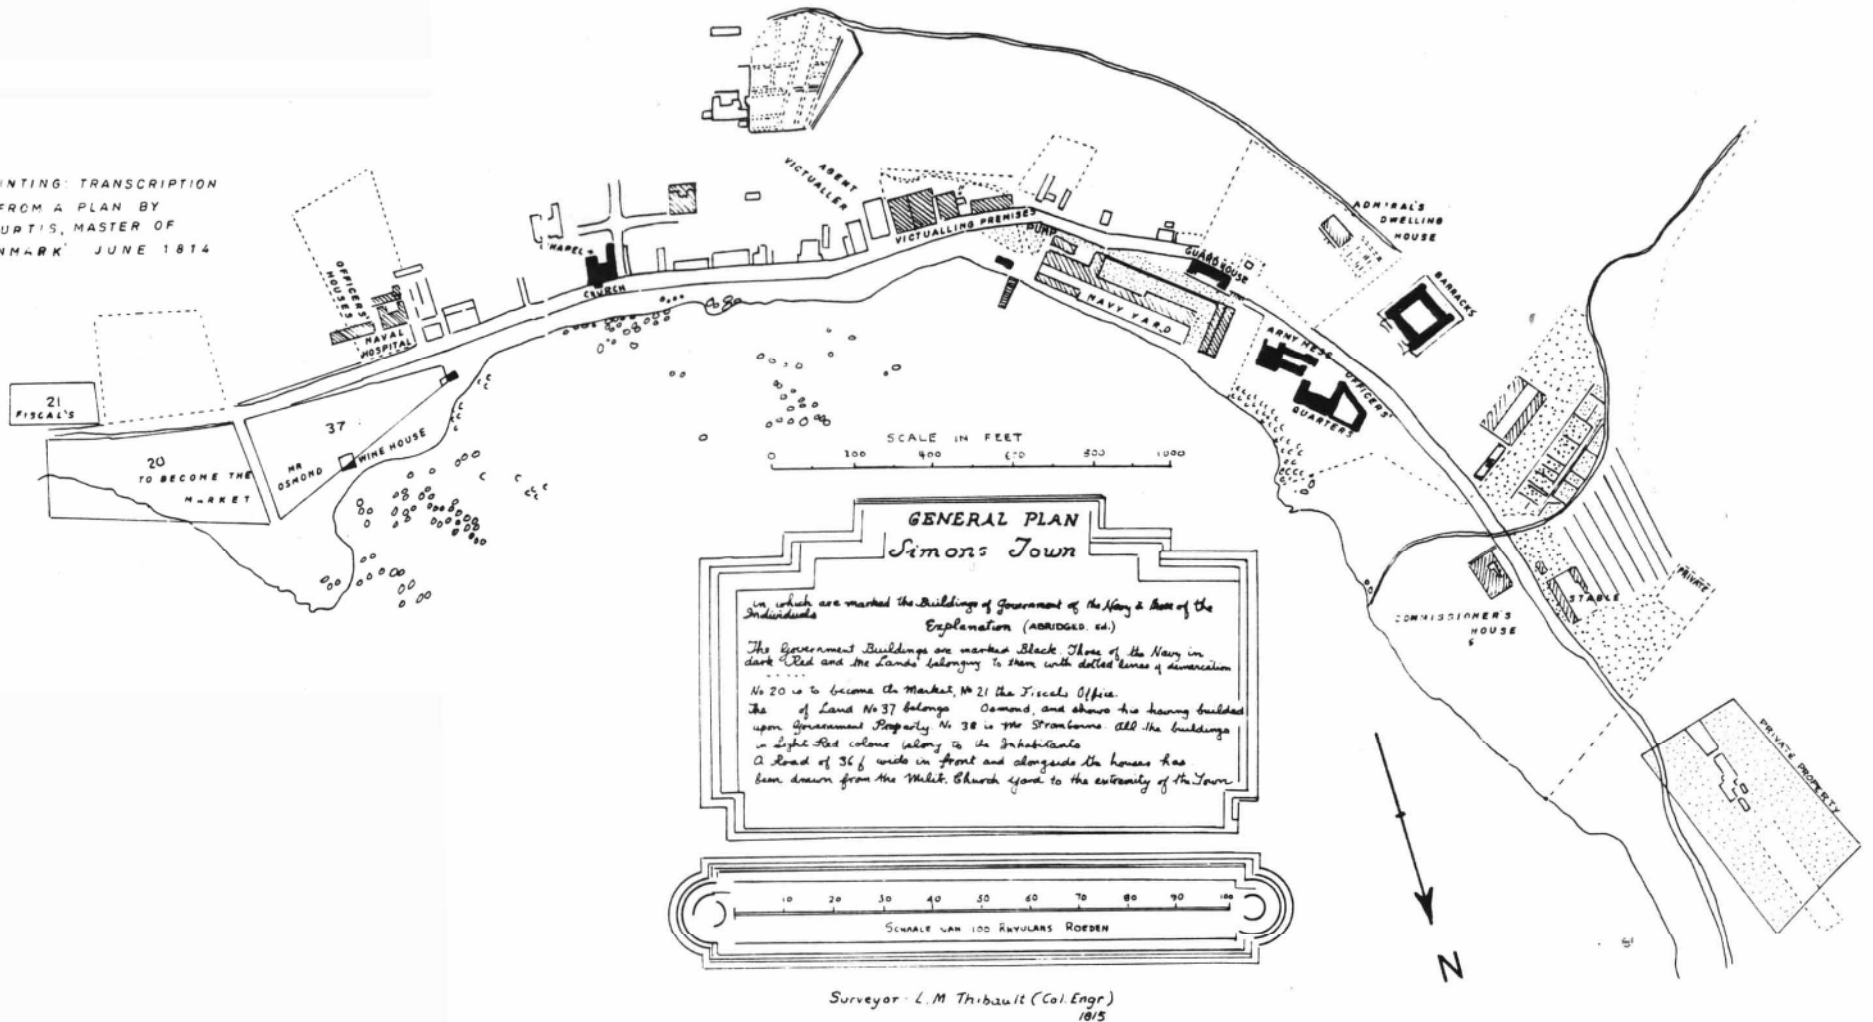 INTING: TRANSCRIPTION
FROM A PLAN BY
URTIS, MASTER OF
NMARK' JUNE 1814
AGENT
VICTUALLER
VICTUALLING PREMISES
PUMP
GUARDHOUSE
ADMIRAL'S
DWELLING
HOUSE
BARRACKS
NAVY YARD
ARMY MESS
OFFICERS'
QUARTERS
OFFICERS'
HOUSES
NAVAL
HOSPITAL
HAPEL
CHURCH
21
FISCAL'S
20
TO BECOME THE
MARKET
37
MR
OSMOND
WINE HOUSE
COMMISSIONER'S
HOUSE
STABLE
PRIVATE
PRIVATE PROPERTY
SCALE IN FEET
0 200 400 600 800 1000
GENERAL PLAN
Simons Town
in which are marked the Buildings of Government of the Navy & those of the
Individuals
Explanation (ABRIDGED. Ed.)
The Government Buildings are marked Black. Those of the Navy in
dark Red and the Lands belonging to them with dotted lines of demarcation
No 20 is to become the Market, No 21 the Fiscals Office.
The of Land No 37 belongs Osmond, and shows his having builded
upon Government Property. No 38 is Mr All the buildings
in Light Red colour belong to the Inhabitants
A Road of 36 f wide in front and alongside the houses has
been drawn from the Milit. Church yard to the extremity of the Town
10 20 30 40 50 60 70 80 90 100
SCHAALE VAN 100 RHYULANS ROEDEN
N
Surveyor - L.M Thibault (Col. Engr)
1815